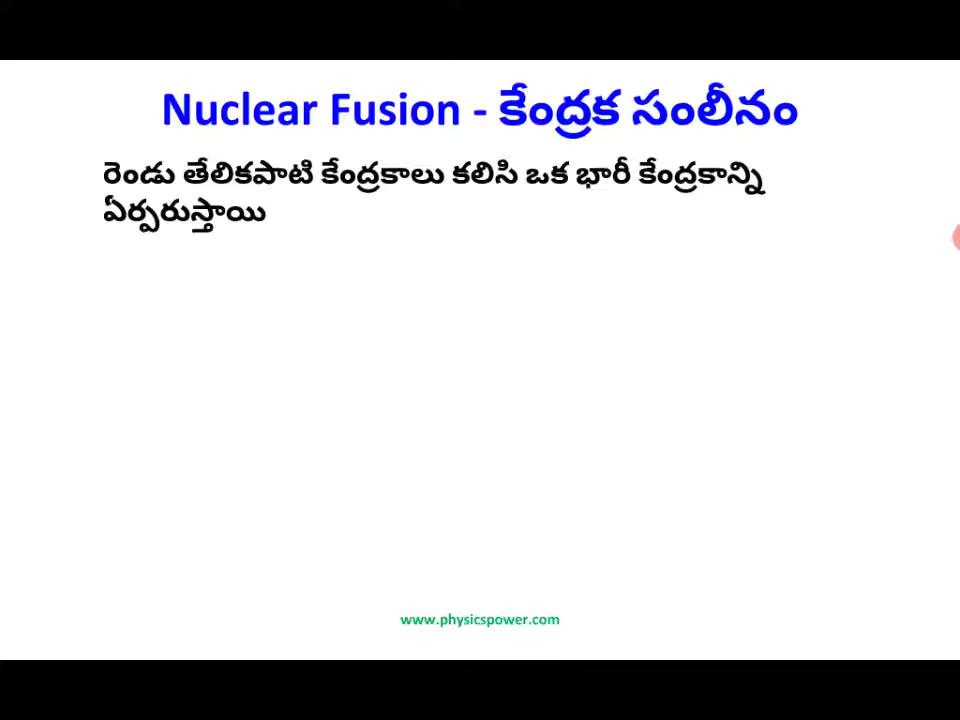 Nuclear Fusion - కేంద్రక సంలీనం
రెండు తేలికపాటి కేంద్రకాలు కలిసి ఒక భారీ కేంద్రకాన్ని
ఏర్పరుస్తాయి
www.physicspower.com